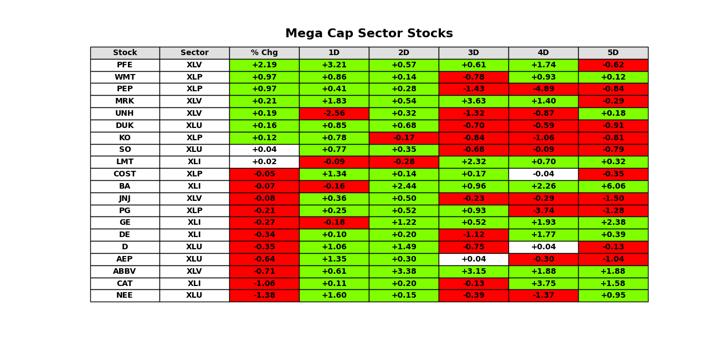 Mega Cap Sector Stocks
Stock Sector % Chg 1D 2D 3D 4D 5D
PFE XLV +2.19 +3.21 +0.57 +0.61 +1.74 -0.62
WMT XLP +0.97 +0.86 +0.14 -0.78 +0.93 +0.12
PEP XLP +0.97 +0.41 +0.28 -1.43 -4.89 -0.84
MRK XLV +0.21 +1.83 +0.54 +3.63 +1.40 -0.29
UNH XLV +0.19 -2.56 +0.32 -1.32 -0.87 +0.18
DUK XLU +0.16 +0.85 +0.68 -0.70 -0.59 -0.91
KO XLP +0.12 +0.78 -0.17 -0.84 -1.06 -0.61
SO XLU +0.04 +0.77 +0.35 -0.68 -0.09 -0.79
LMT XLI +0.02 -0.09 -0.28 +2.32 +0.70 +0.32
COST XLP -0.05 +1.34 +0.14 +0.17 -0.04 -0.35
BA XLI -0.07 -0.16 +2.44 +0.96 +2.26 +6.06
JNJ XLV -0.08 +0.36 +0.50 -0.23 -0.29 -1.50
PG XLP -0.21 +0.25 +0.52 +0.93 -3.74 -1.28
GE XLI -0.27 -0.16 +1.22 +0.52 +1.93 +2.38
DE XLI -0.34 +0.10 +0.20 -1.12 +1.77 +0.39
D XLU -0.35 +1.06 +1.49 -0.75 +0.04 -0.13
AEP XLU -0.64 +1.35 +0.30 +0.04 -0.30 -1.04
ABBV XLV -0.71 +0.61 +3.38 +3.15 +1.88 +1.88
CAT XLI -1.06 +0.11 +0.20 -0.13 +3.75 +1.58
NEE XLU -1.38 +1.60 +0.15 -0.39 -1.37 +0.95